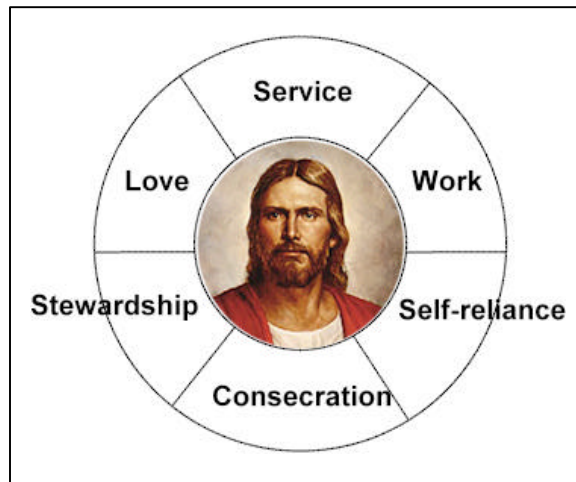 Service
Love
Work
Stewardship
Self-reliance
Consecration